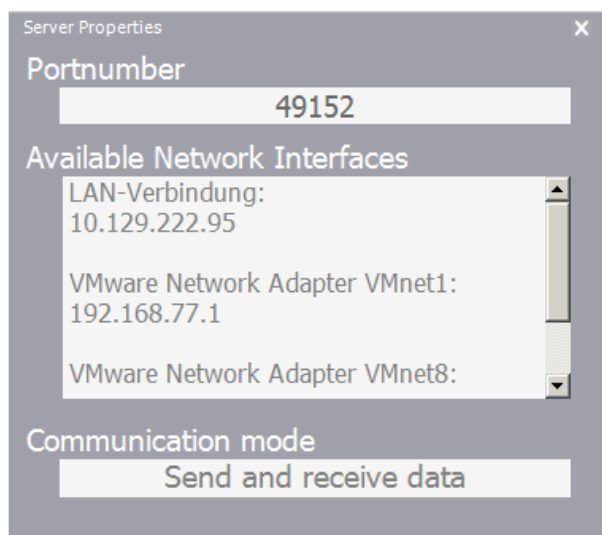 Server Properties
Portnumber
49152
Available Network Interfaces
LAN-Verbindung:
10.129.222.95
VMware Network Adapter VMnet1:
192.168.77.1
VMware Network Adapter VMnet8:
Communication mode
Send and receive data